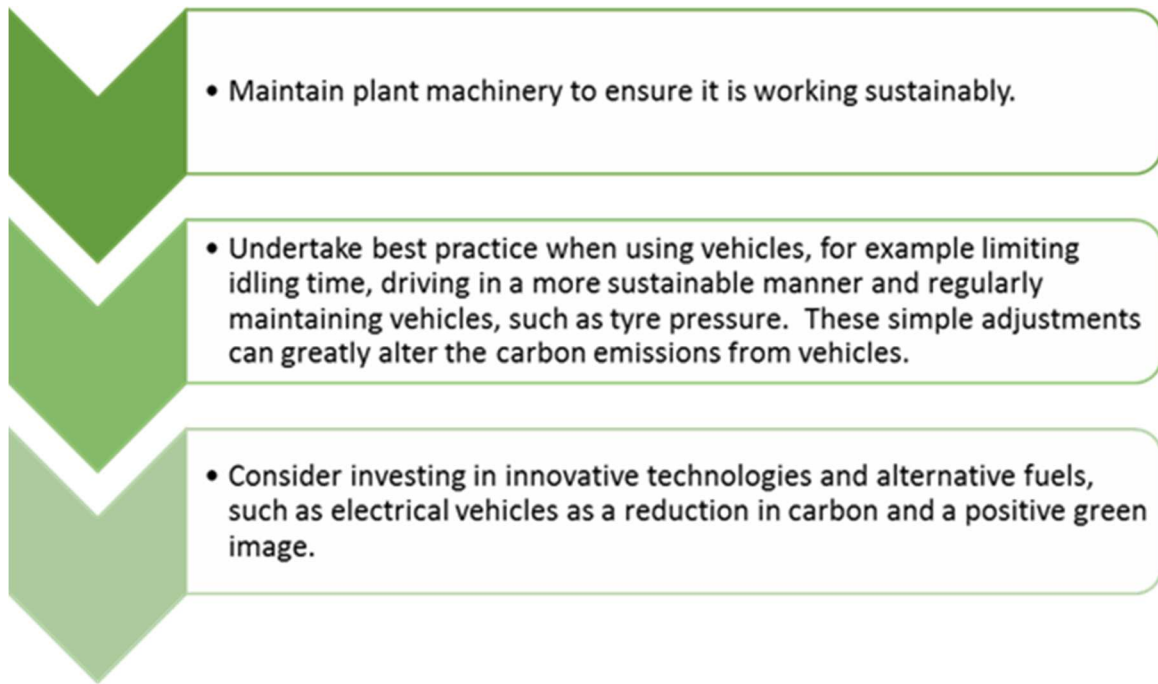 • Maintain plant machinery to ensure it is working sustainably.
• Undertake best practice when using vehicles, for example limiting
idling time, driving in a more sustainable manner and regularly
maintaining vehicles, such as tyre pressure.  These simple adjustments
can greatly alter the carbon emissions from vehicles.
• Consider investing in innovative technologies and alternative fuels,
such as electrical vehicles as a reduction in carbon and a positive green
image.